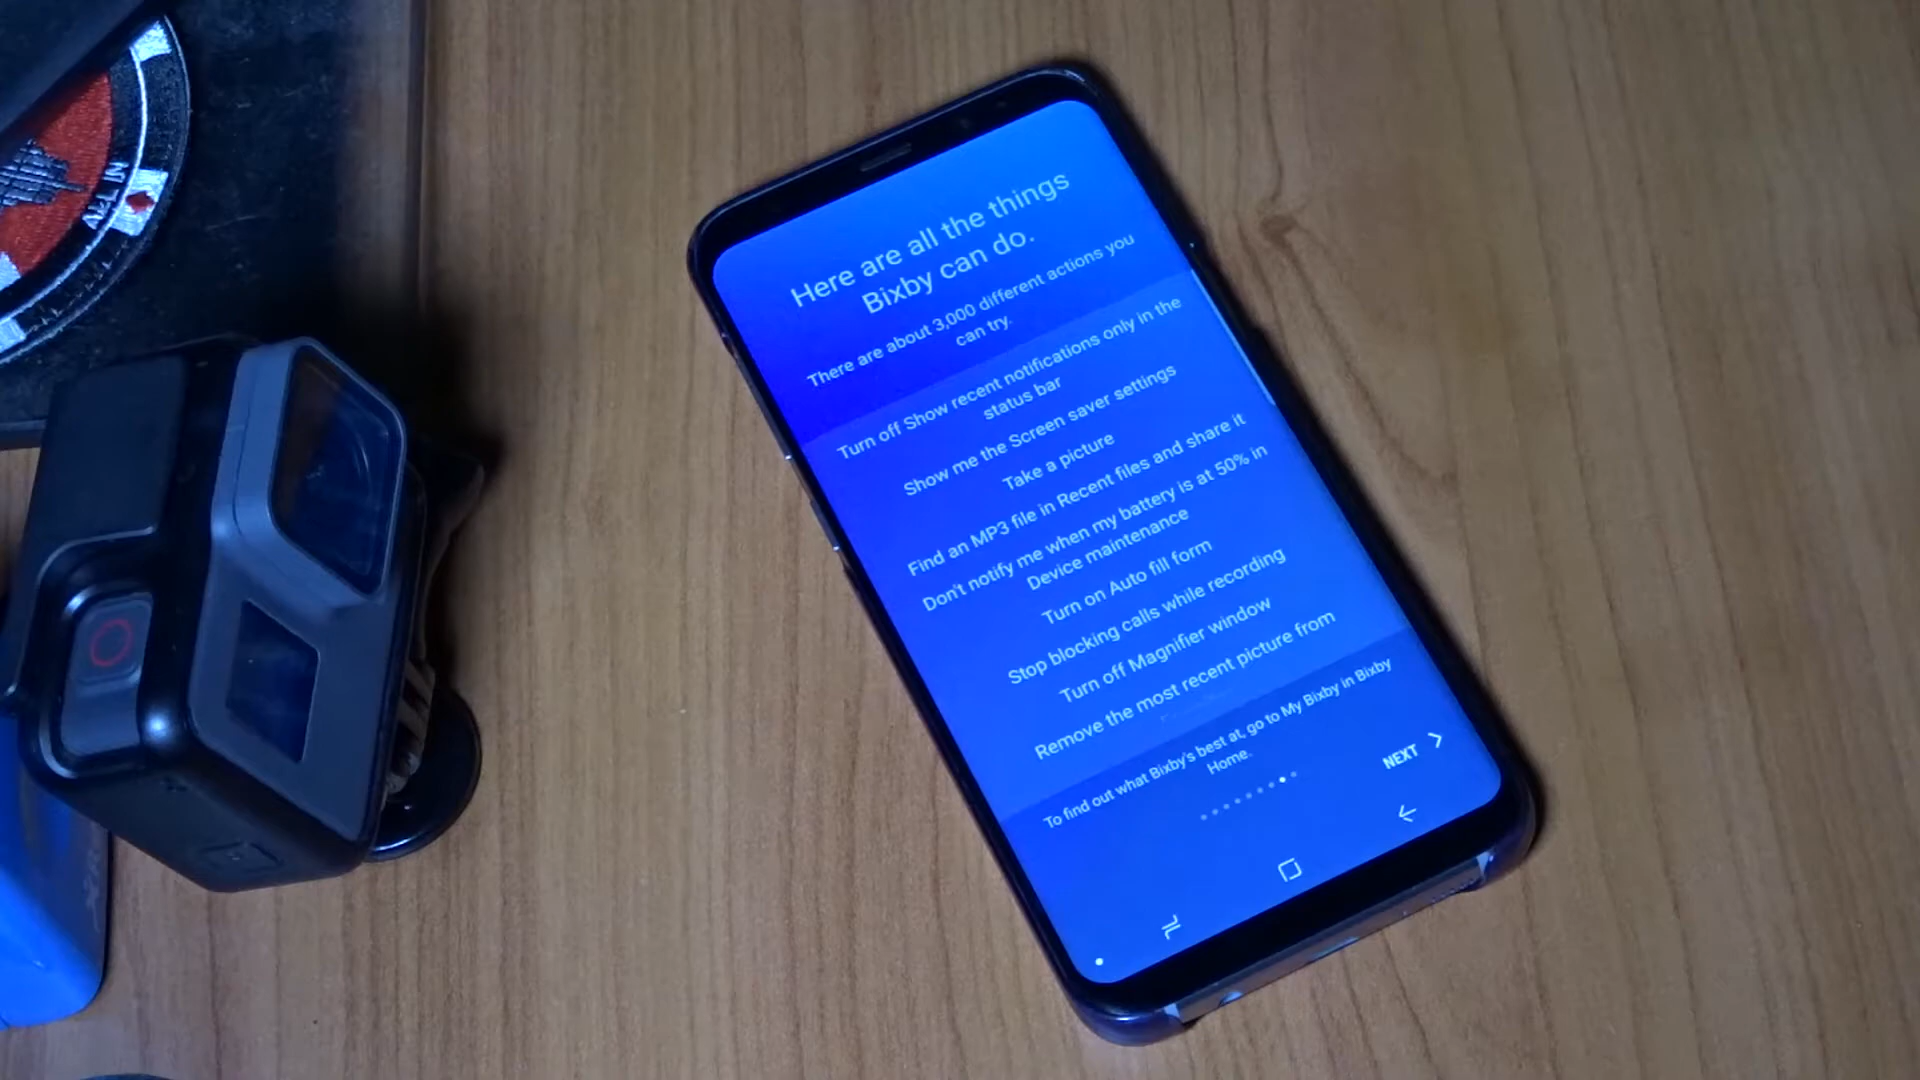 ALL IN
Here are all the things
Bixby can do.
There are about 3,000 different actions you
can try.
Turn off Show recent notifications only in the
status bar
Show me the Screen saver settings
Take a picture
Find an MP3 file in Recent files and share it
Don't notify me when my battery is at 50% in
Device maintenance
Turn on Auto fill form
Stop blocking calls while recording
Turn off Magnifier window
Remove the most recent picture from
To find out what Bixby's best at, go to My Bixby in Bixby
Home.
NEXT